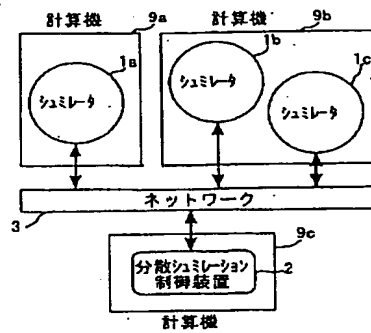 計算機 9a
計算機 9b
1a
1b
1c
シュミレータ
シュミレータ
シュミレータ
ネットワーク
3
9c
分散シュミレーション
制御装置
2
計算機